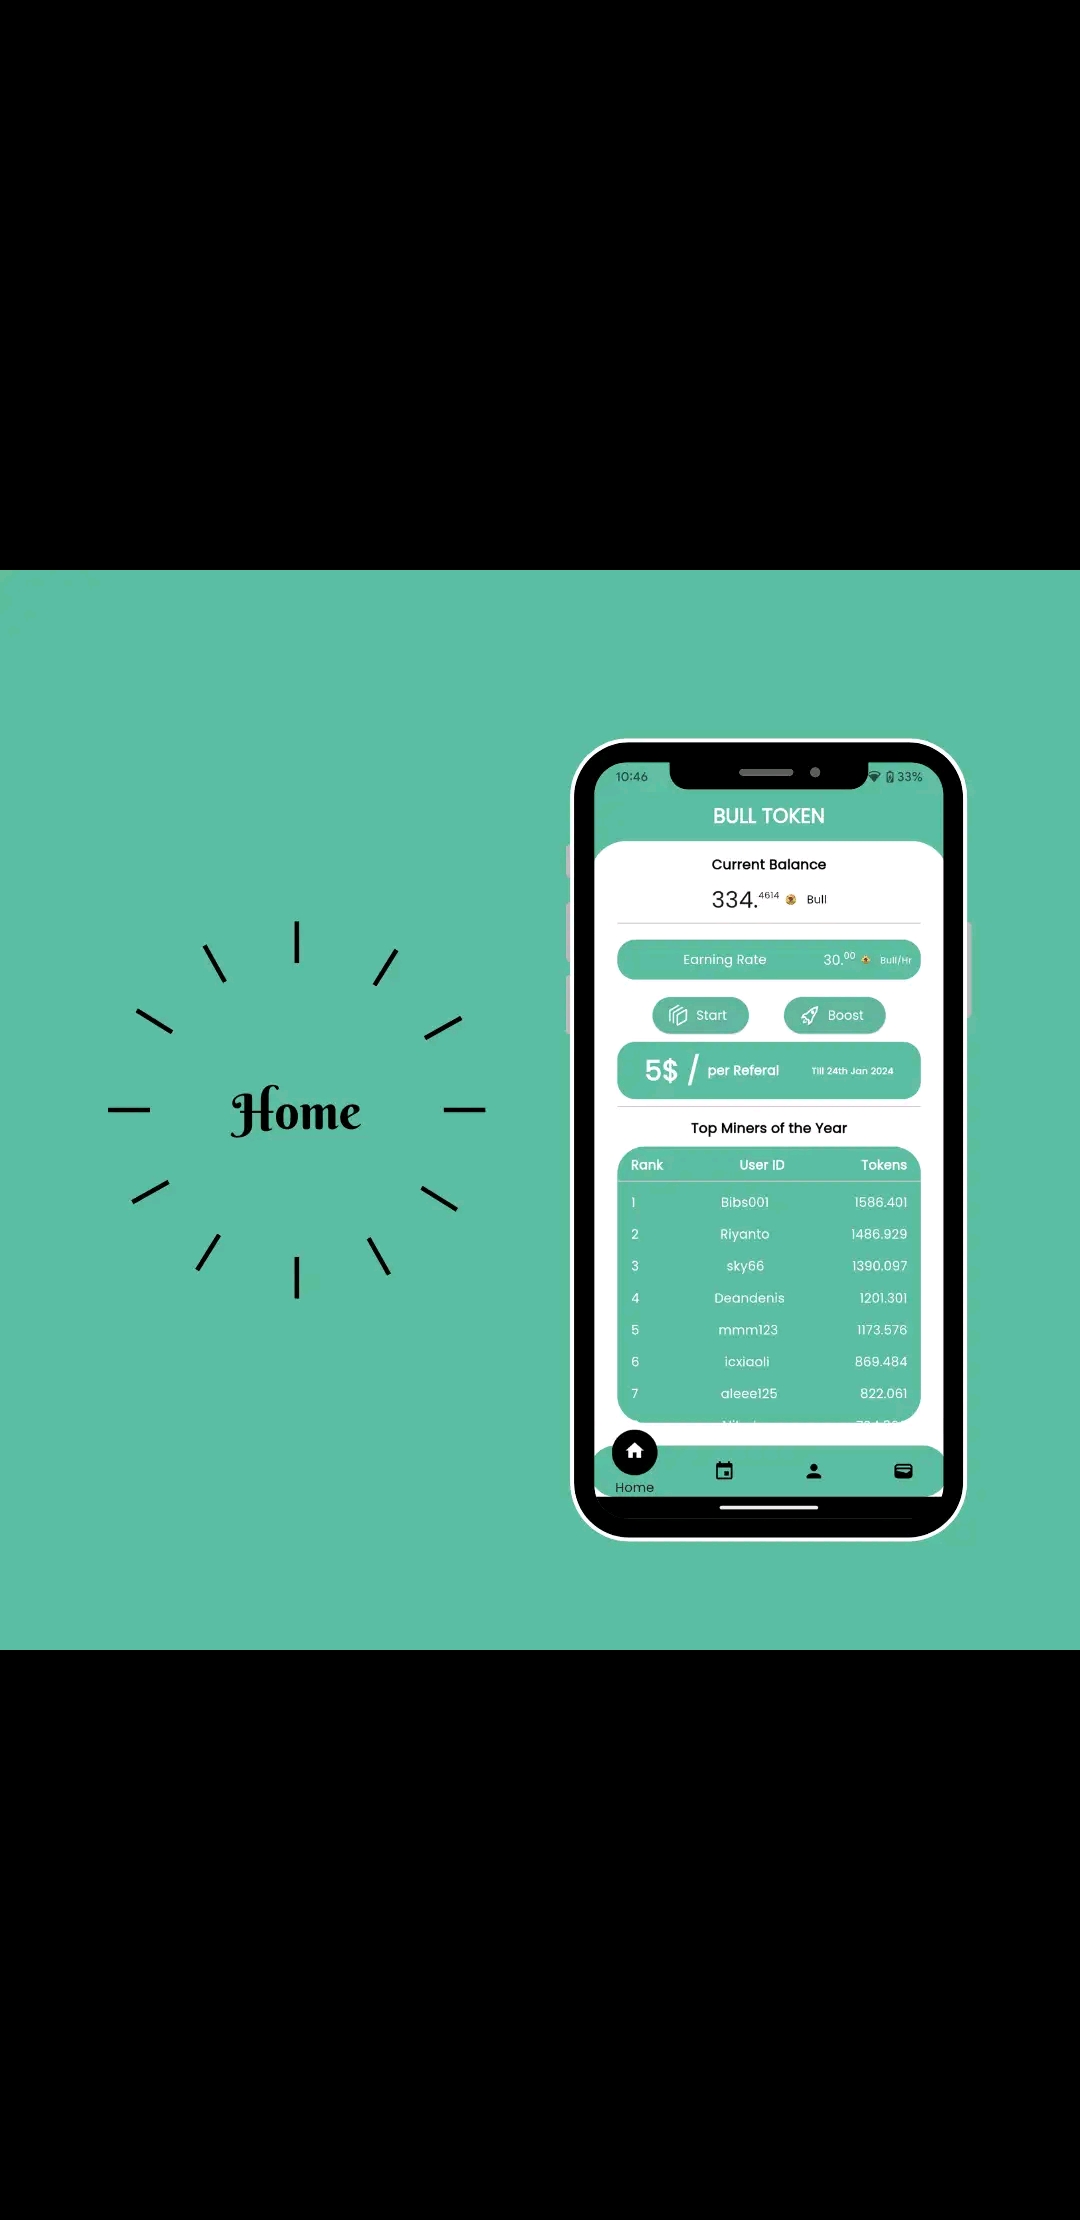 Home
10:46 33%
BULL TOKEN
Current Balance
334.4614 Bull
Earning Rate 30.00 Bull/Hr
Start Boost
5$ / per Referal Till 24th Jan 2024
Top Miners of the Year
Rank User ID Tokens
1 Bibs001 1586.401
2 Riyanto 1486.929
3 sky66 1390.097
4 Deandenis 1201.301
5 mmm123 1173.576
6 icxiaoli 869.484
7 aleee125 822.061
Home